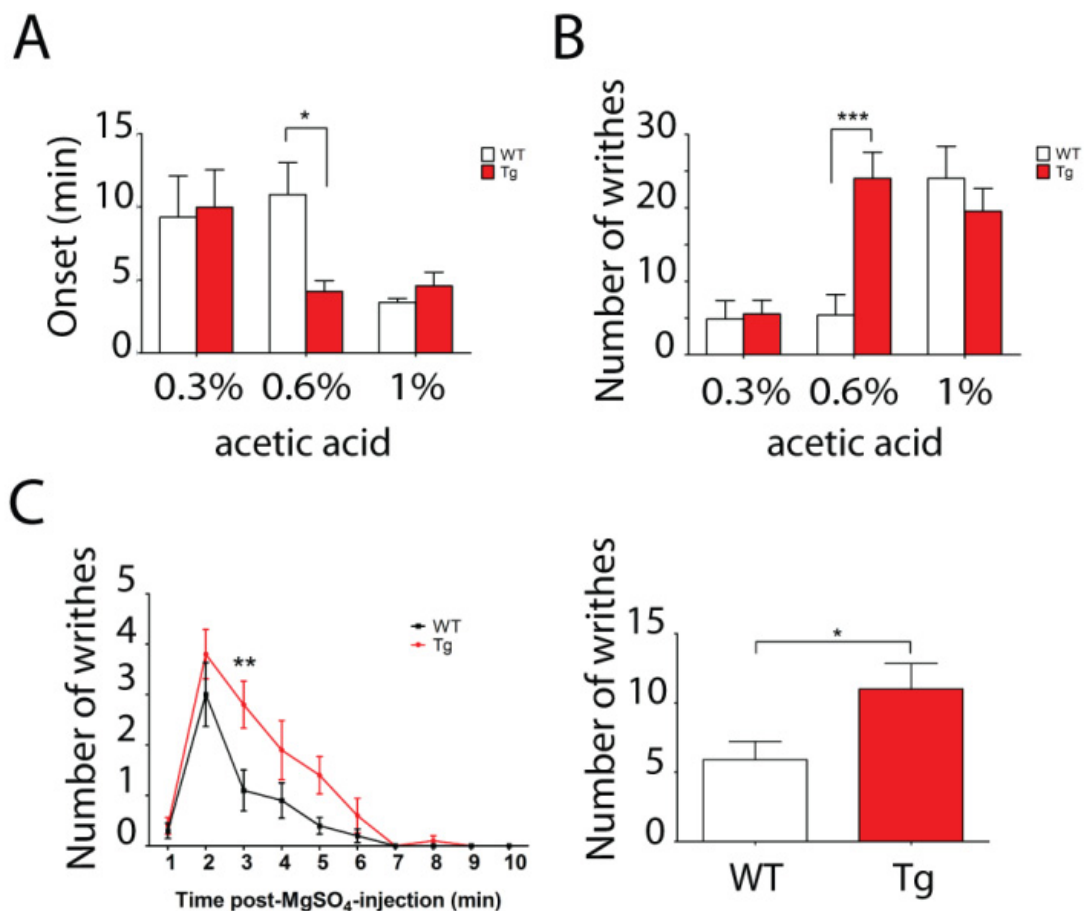 A
Onset (min)
15
10
5
0
*
WT
Tg
0.3% 0.6% 1%
acetic acid
B
Number of writhes
30
20
10
0
***
WT
Tg
0.3% 0.6% 1%
acetic acid
C
Number of writhes
5
4
3
2
1
0
**
WT
Tg
1 2 3 4 5 6 7 8 9 10
Time post-MgSO₄-injection (min)
Number of writhes
15
10
5
0
*
WT Tg